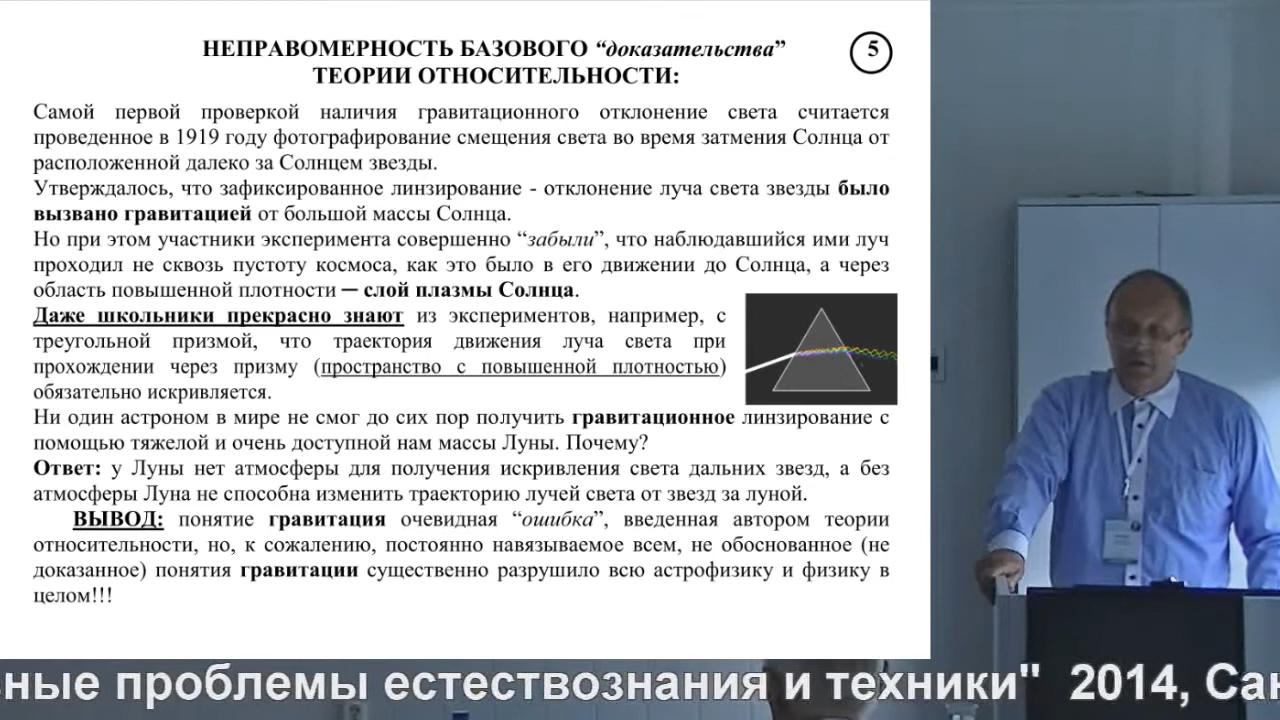 НЕПРАВОМЕРНОСТЬ БАЗОВОГО “доказательства”
5
ТЕОРИИ ОТНОСИТЕЛЬНОСТИ:
Самой первой проверкой наличия гравитационного отклонение света считается
проведенное в 1919 году фотографирование смещения света во время затмения Солнца от
расположенной далеко за Солнцем звезды.
Утверждалось, что зафиксированное линзирование - отклонение луча света звезды было
вызвано гравитацией от большой массы Солнца.
Но при этом участники эксперимента совершенно “забыли”, что наблюдавшийся ими луч
проходил не сквозь пустоту космоса, как это было в его движении до Солнца, а через
область повышенной плотности — слой плазмы Солнца.
Даже школьники прекрасно знают из экспериментов, например, с
треугольной призмой, что траектория движения луча света при
прохождении через призму (пространство с повышенной плотностью)
обязательно искривляется.
Ни один астроном в мире не смог до сих пор получить гравитационное линзирование с
помощью тяжелой и очень доступной нам массы Луны. Почему?
Ответ: у Луны нет атмосферы для получения искривления света дальних звезд, а без
атмосферы Луна не способна изменить траекторию лучей света от звезд за луной.
ВЫВОД: понятие гравитация очевидная “ошибка”, введенная автором теории
относительности, но, к сожалению, постоянно навязываемое всем, не обоснованное (не
доказанное) понятия гравитации существенно разрушило всю астрофизику и физику в
целом!!!
ьные проблемы естествознания и техники" 2014, Сан